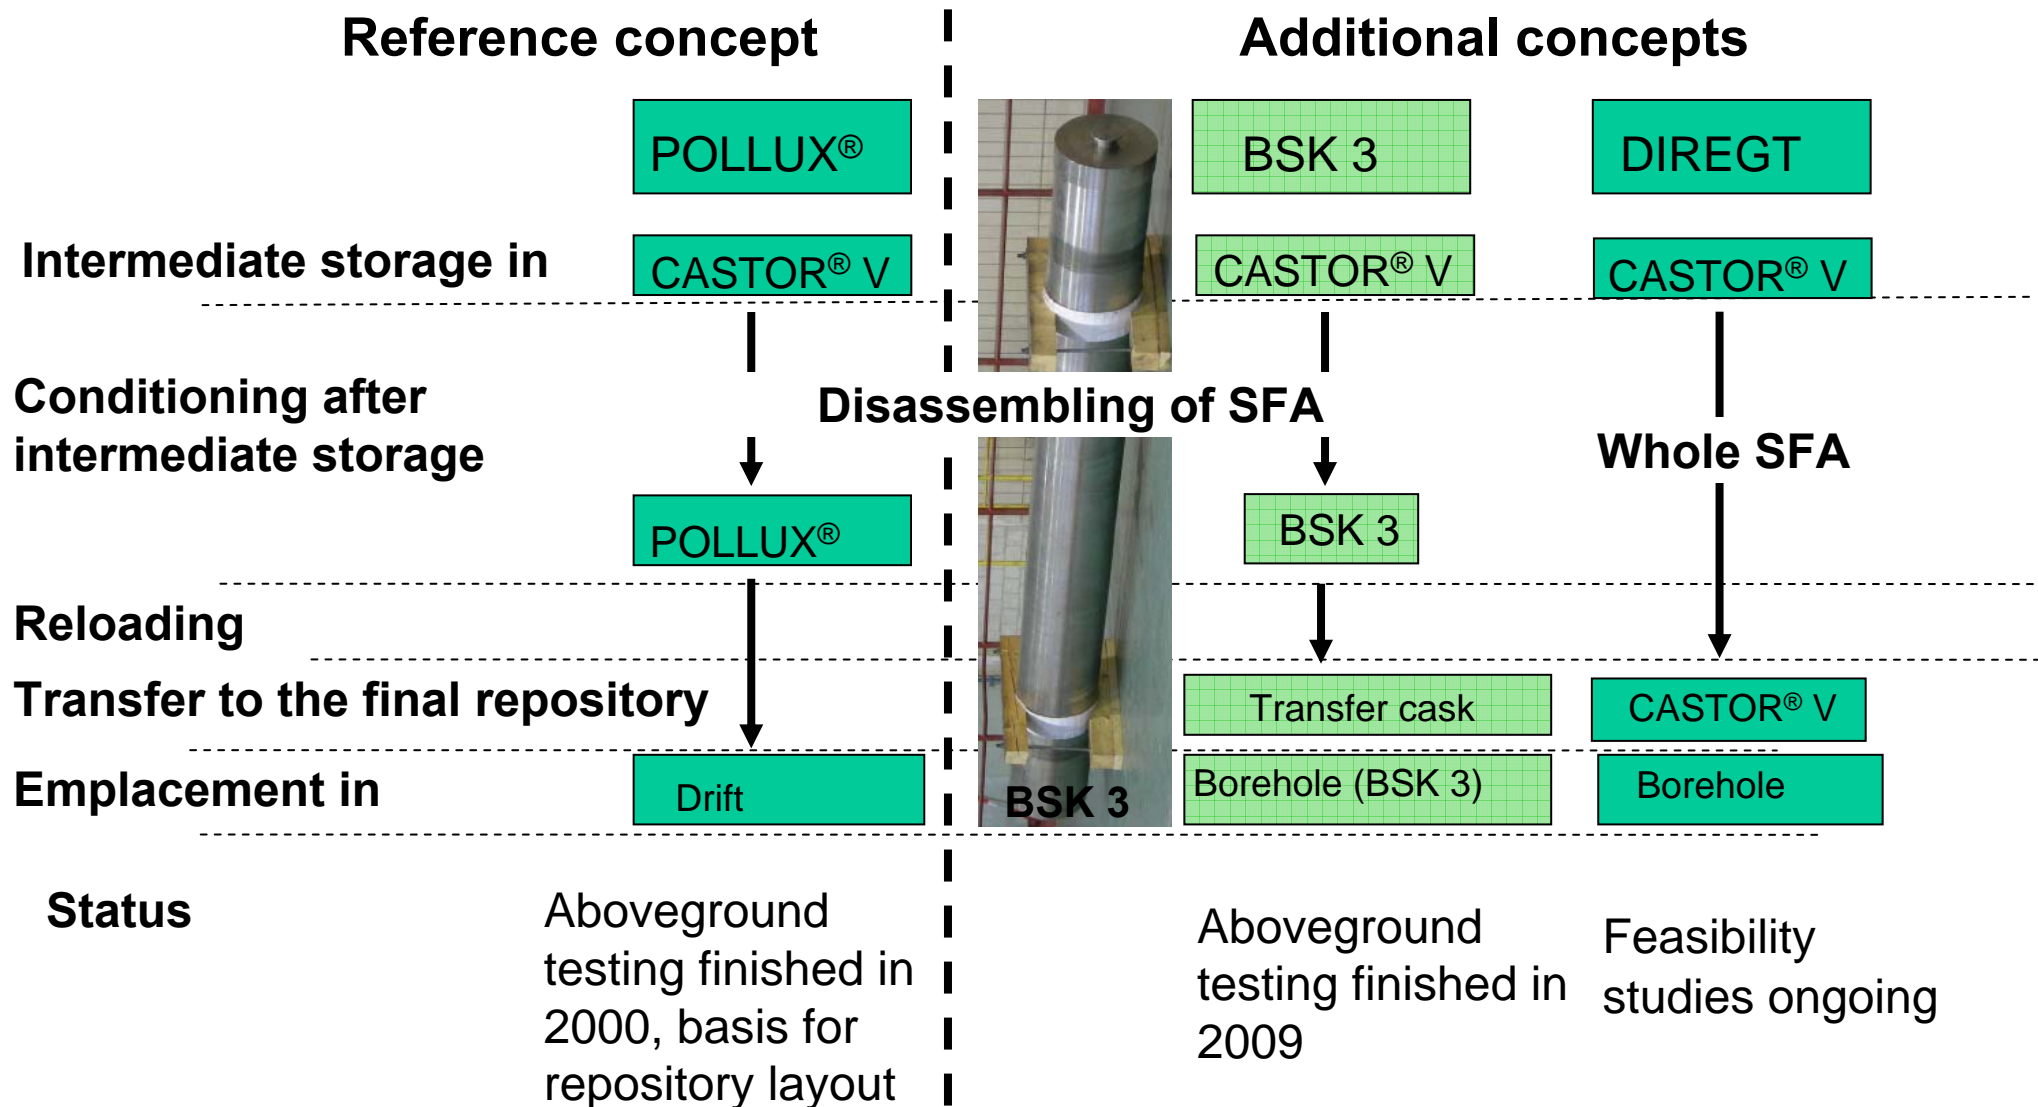 Reference concept
Additional concepts
POLLUX®
BSK 3
DIREGT
Intermediate storage in
CASTOR® V
CASTOR® V
CASTOR® V
Conditioning after
intermediate storage
Disassembling of SFA
Whole SFA
POLLUX®
BSK 3
Reloading
Transfer to the final repository
Transfer cask
CASTOR® V
Emplacement in
Drift
BSK 3
Borehole (BSK 3)
Borehole
Status
Aboveground
testing finished in
2000, basis for
repository layout
Aboveground
testing finished in
2009
Feasibility
studies ongoing